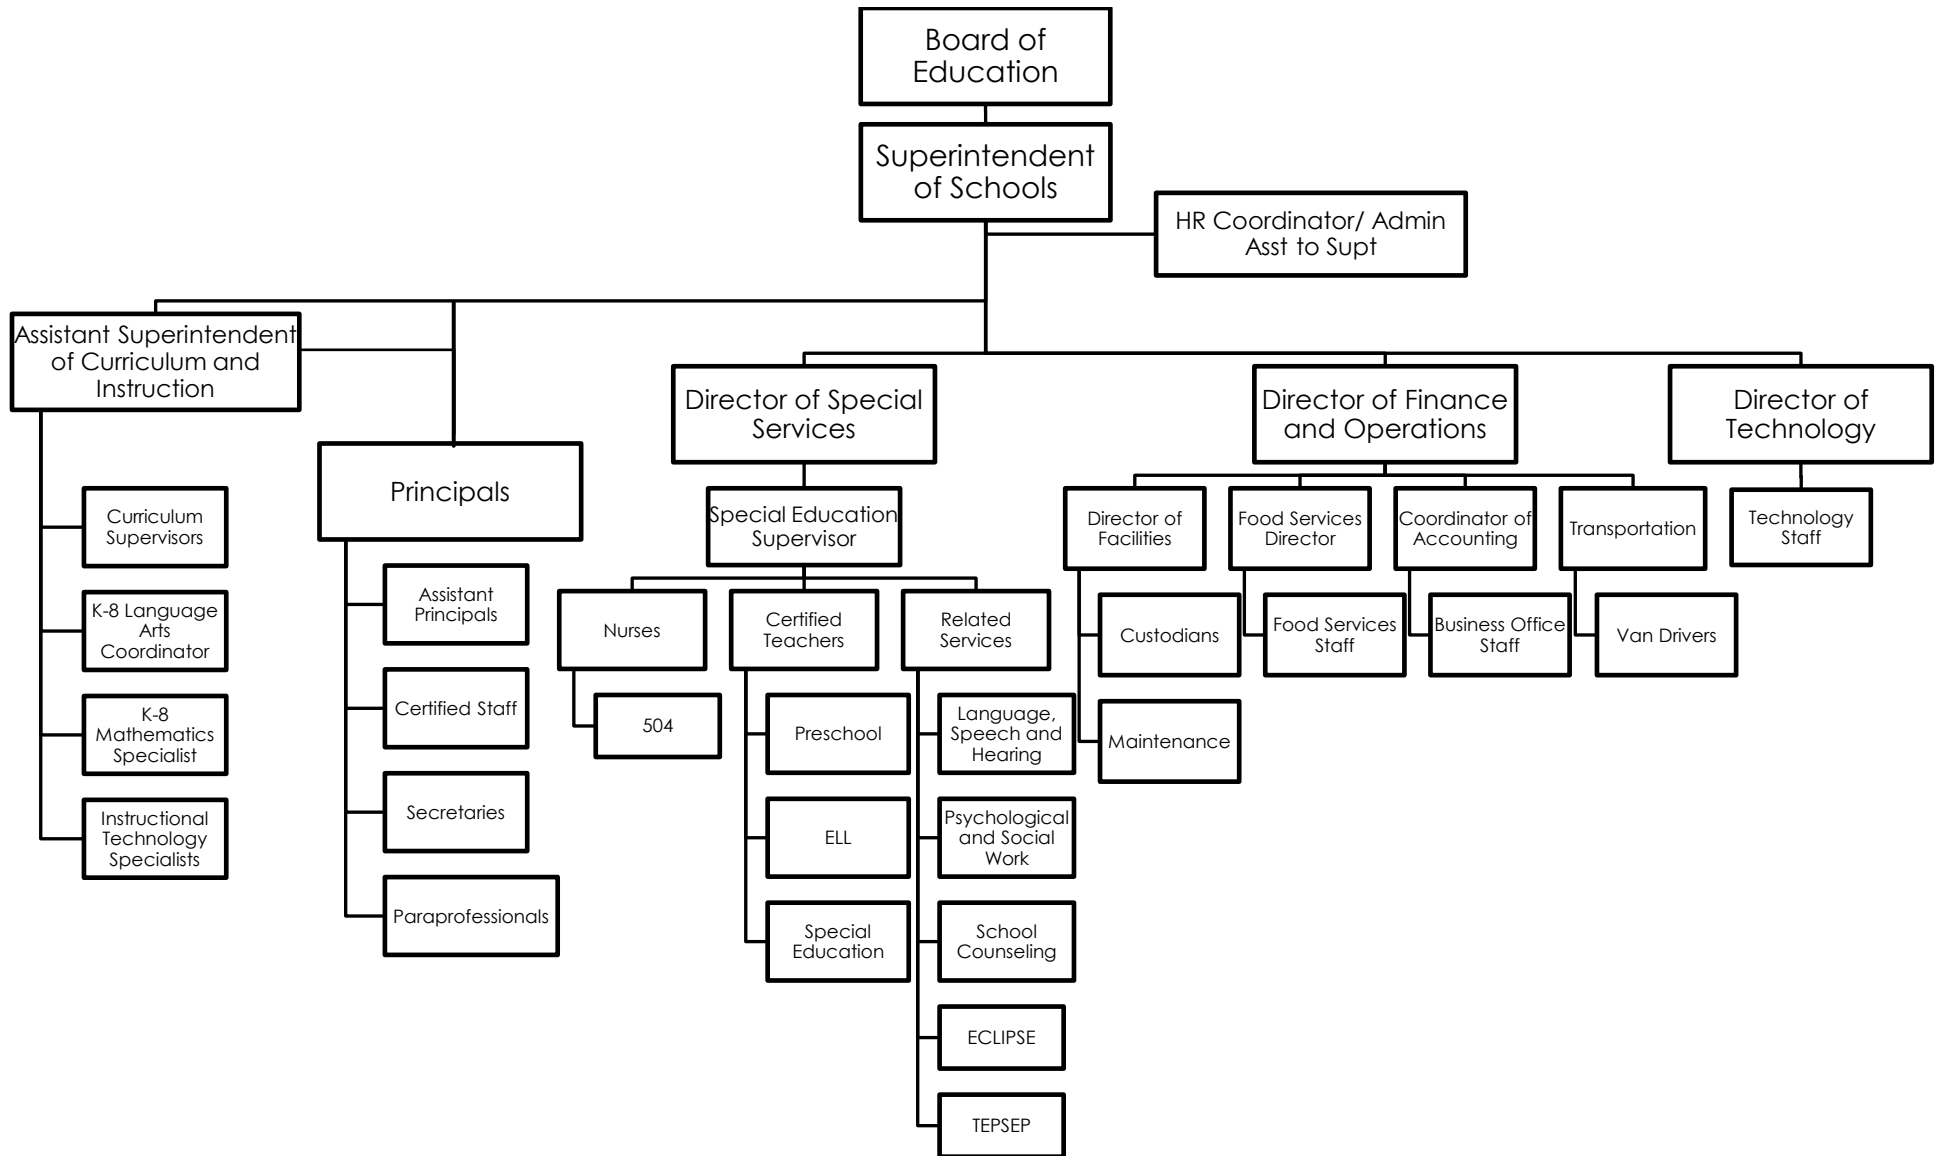 Board of
Education
Superintendent
of Schools
HR Coordinator/ Admin
Asst to Supt
Assistant Superintendent
of Curriculum and
Instruction
Curriculum
Supervisors
K-8 Language
Arts
Coordinator
K-8
Mathematics
Specialist
Instructional
Technology
Specialists
Principals
Assistant
Principals
Certified Staff
Secretaries
Paraprofessionals
Director of Special
Services
Special Education
Supervisor
Nurses
504
Certified
Teachers
Preschool
ELL
Special
Education
Related
Services
Language,
Speech and
Hearing
Psychological
and Social
Work
School
Counseling
ECLIPSE
TEPSEP
Director of Finance
and Operations
Director of
Facilities
Custodians
Maintenance
Food Services
Director
Food Services
Staff
Coordinator of
Accounting
Business Office
Staff
Transportation
Van Drivers
Director of
Technology
Technology
Staff